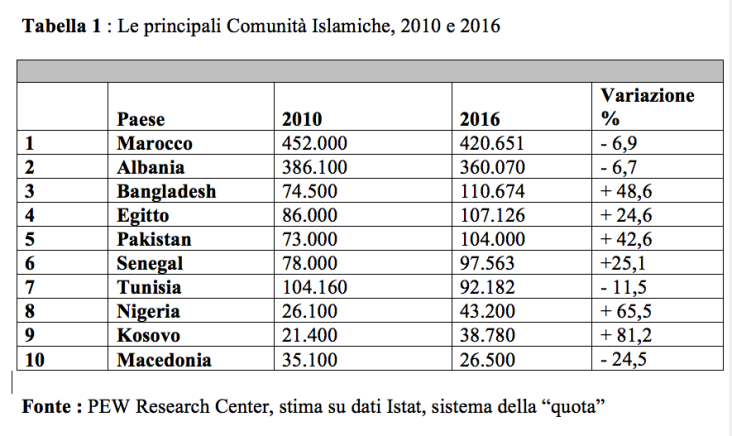 Tabella 1 : Le principali Comunità Islamiche, 2010 e 2016
Paese 2010 2016 Variazione %
1 Marocco 452.000 420.651 - 6,9
2 Albania 386.100 360.070 - 6,7
3 Bangladesh 74.500 110.674 + 48,6
4 Egitto 86.000 107.126 + 24,6
5 Pakistan 73.000 104.000 + 42,6
6 Senegal 78.000 97.563 +25,1
7 Tunisia 104.160 92.182 - 11,5
8 Nigeria 26.100 43.200 + 65,5
9 Kosovo 21.400 38.780 + 81,2
10 Macedonia 35.100 26.500 - 24,5
Fonte : PEW Research Center, stima su dati Istat, sistema della “quota”